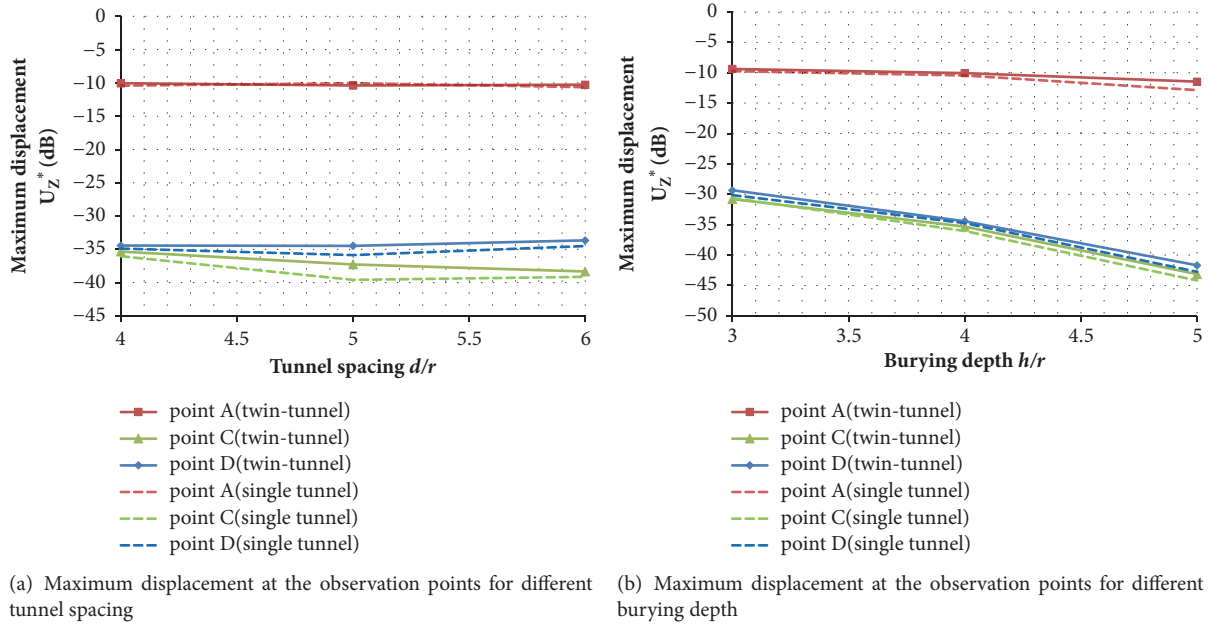 0
−5
−10
−15
−20
−25
−30
−35
−40
−45
Maximum displacement
U_Z* (dB)
4
4.5
5
5.5
6
Tunnel spacing d/r
point A(twin-tunnel)
point C(twin-tunnel)
point D(twin-tunnel)
point A(single tunnel)
point C(single tunnel)
point D(single tunnel)
(a) Maximum displacement at the observation points for different
tunnel spacing
0
−5
−10
−15
−20
−25
−30
−35
−40
−45
−50
Maximum displacement
U_Z* (dB)
3
3.5
4
4.5
5
Burying depth h/r
point A(twin-tunnel)
point C(twin-tunnel)
point D(twin-tunnel)
point A(single tunnel)
point C(single tunnel)
point D(single tunnel)
(b) Maximum displacement at the observation points for different
burying depth